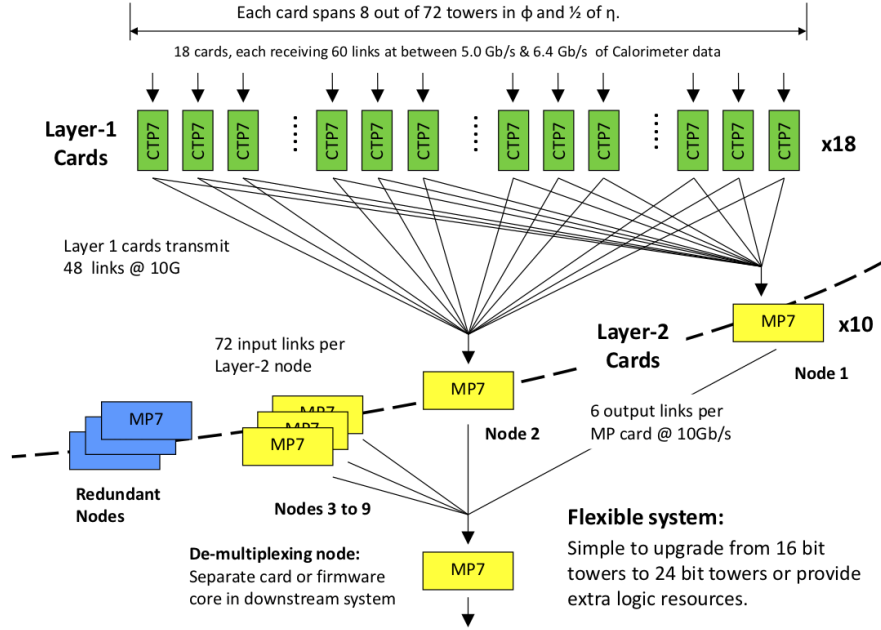 Each card spans 8 out of 72 towers in ϕ and ½ of η.
18 cards, each receiving 60 links at between 5.0 Gb/s & 6.4 Gb/s of Calorimeter data
Layer-1
Cards
CTP7
CTP7
CTP7
CTP7
CTP7
CTP7
CTP7
CTP7
CTP7
CTP7
CTP7
CTP7
x18
Layer 1 cards transmit
48 links @ 10G
MP7
x10
Layer-2
Cards
72 input links per
Layer-2 node
Node 1
MP7
MP7
MP7
MP7
MP7
6 output links per
MP card @ 10Gb/s
Node 2
Redundant
Nodes
Nodes 3 to 9
Flexible system:
Simple to upgrade from 16 bit
towers to 24 bit towers or provide
extra logic resources.
De-multiplexing node:
Separate card or firmware
core in downstream system
MP7